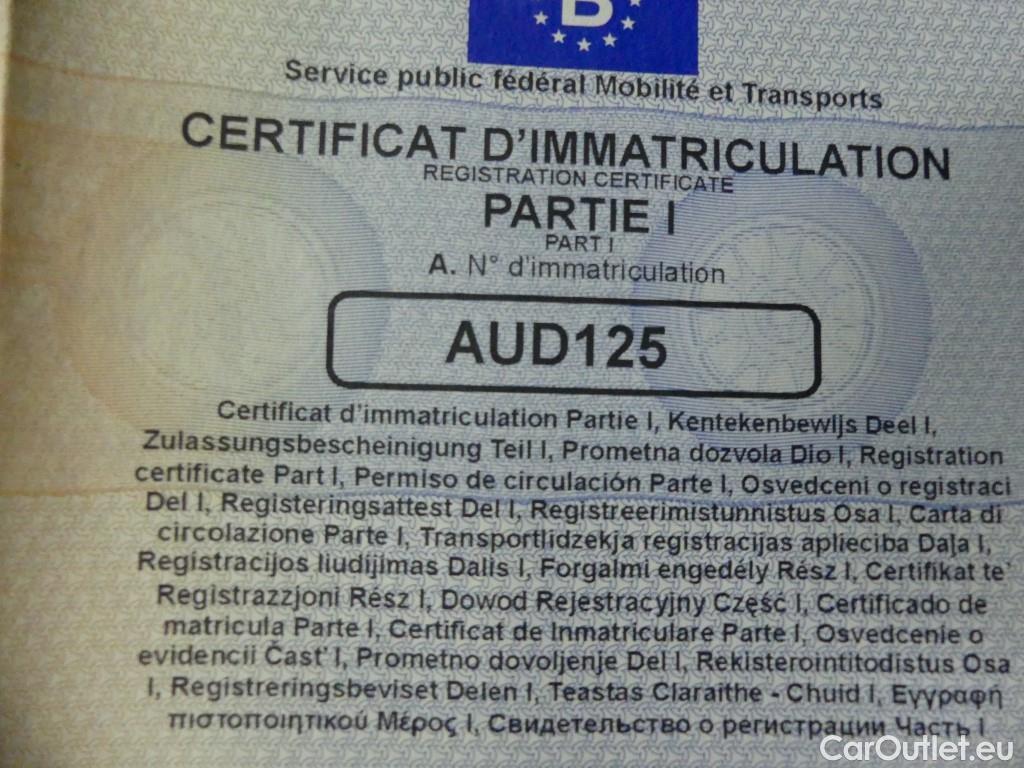 B
Service public fédéral Mobilité et Transports
CERTIFICAT D'IMMATRICULATION
REGISTRATION CERTIFICATE
PARTIE I
PART I
A. N° d'immatriculation
AUD125
Certificat d'immatriculation Partie I, Kentekenbewijs Deel I,
Zulassungsbescheinigung Teil I, Prometna dozvola Dio I, Registration
certificate Part I, Permiso de circulación Parte I, Osvedceni o registraci
Del I, Registeringsattest Del I, Registreerimistunnistus Osa I, Carta di
circolazione Parte I, Transportlidzekja registracijas aplieciba Daļa I,
Registracijos liudijimas Dalis I, Forgalmi engedély Rész I, Certifikat te'
Registrazzjoni Rész I, Dowod Rejestracyjny Część I, Certificado de
matricula Parte I, Certificat de Inmatriculare Parte I, Osvedcenie o
evidencii Čast' I, Prometno dovoljenje Del I, Rekisterointitodistus Osa
I, Registreringsbeviset Delen I, Teastas Claraithe - Chuid I, Εγγραφή
πιστοποιητικού Μέρος I, Свидетельство о регистрации Часть I
CarOutlet.eu